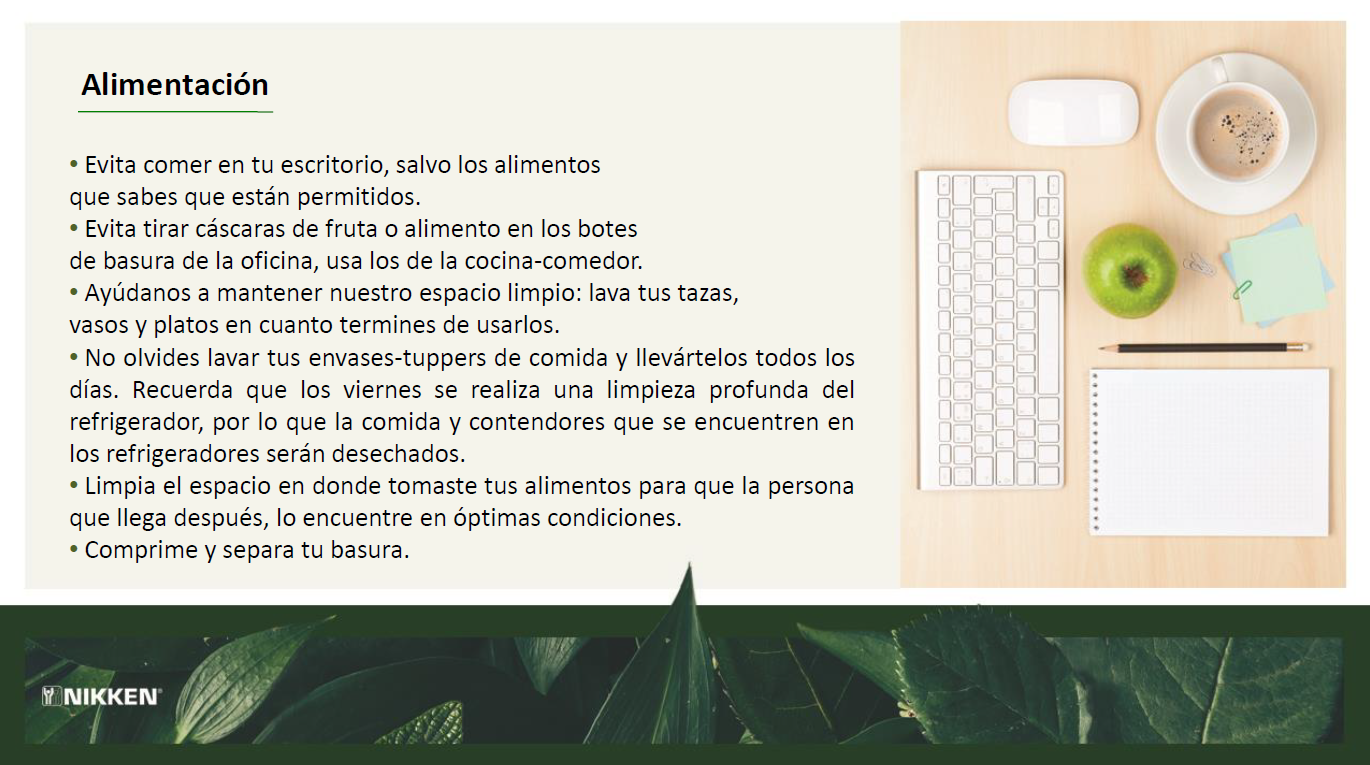 Alimentación
• Evita comer en tu escritorio, salvo los alimentos
que sabes que están permitidos.
• Evita tirar cáscaras de fruta o alimento en los botes
de basura de la oficina, usa los de la cocina-comedor.
• Ayúdanos a mantener nuestro espacio limpio: lava tus tazas,
vasos y platos en cuanto termines de usarlos.
• No olvides lavar tus envases-tuppers de comida y llevártelos todos los
días. Recuerda que los viernes se realiza una limpieza profunda del
refrigerador, por lo que la comida y contendores que se encuentren en
los refrigeradores serán desechados.
• Limpia el espacio en donde tomaste tus alimentos para que la persona
que llega después, lo encuentre en óptimas condiciones.
• Comprime y separa tu basura.
NIKKEN®